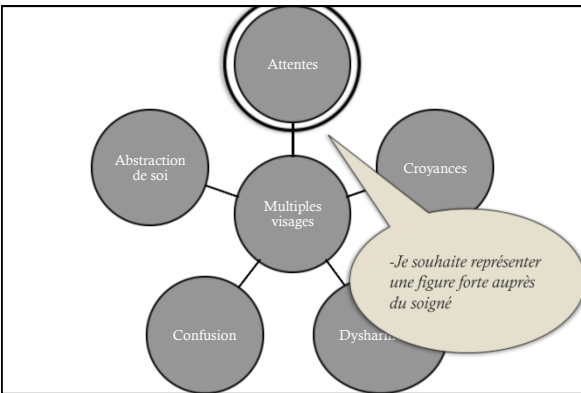 Attentes
Abstraction
de soi
Croyances
Multiples
visages
-Je souhaite représenter
une figure forte auprès
du soigné
Confusion